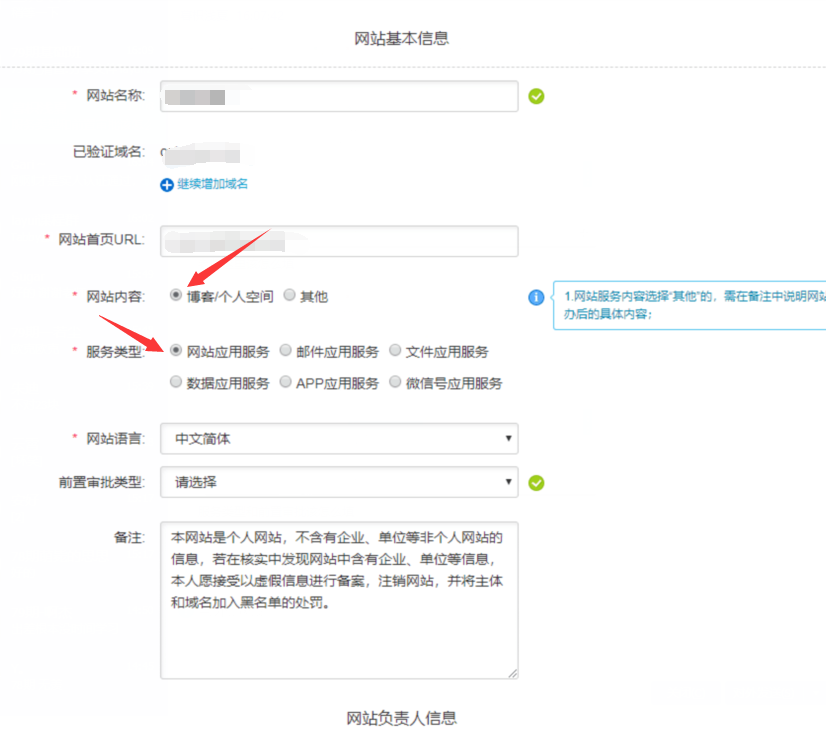 网站基本信息
* 网站名称:
已验证域名:
继续增加域名
* 网站首页URL:
* 网站内容: 博客/个人空间 其他
1.网站服务内容选择"其他"的，需在备注中说明网站
办后的具体内容；
* 服务类型: 网站应用服务 邮件应用服务 文件应用服务
数据应用服务 APP应用服务 微信号应用服务
* 网站语言: 中文简体
前置审批类型: 请选择
备注: 本网站是个人网站，不含有企业、单位等非个人网站的
信息，若在核实中发现网站中含有企业、单位等信息，
本人愿接受以虚假信息进行备案，注销网站，并将主体
和域名加入黑名单的处罚。
网站负责人信息